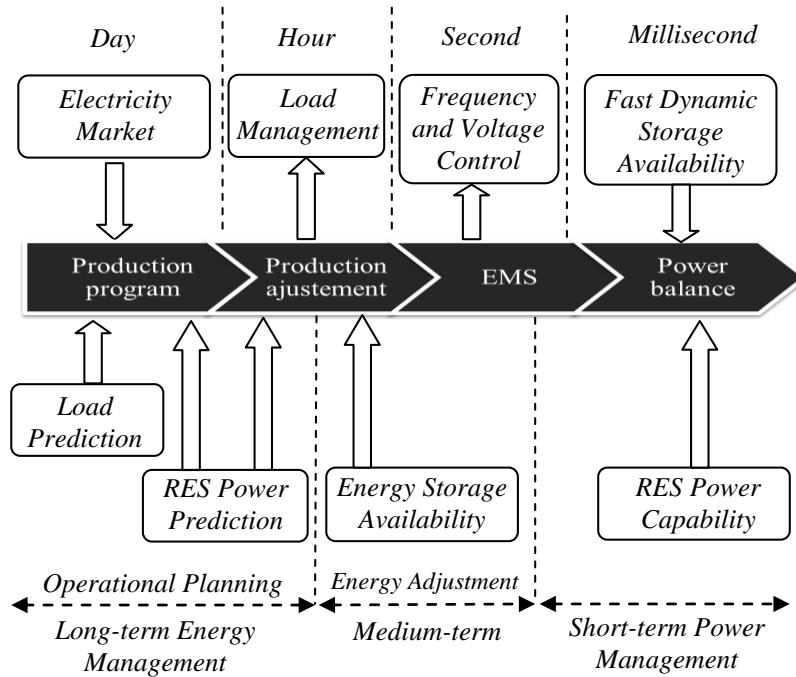 Day
Hour
Second
Millisecond
Electricity
Market
Load
Management
Frequency
and Voltage
Control
Fast Dynamic
Storage
Availability
Production
program
Production
ajustement
EMS
Power
balance
Load
Prediction
RES Power
Prediction
Energy Storage
Availability
RES Power
Capability
Operational Planning
Energy Adjustment
Long-term Energy
Management
Medium-term
Short-term Power
Management